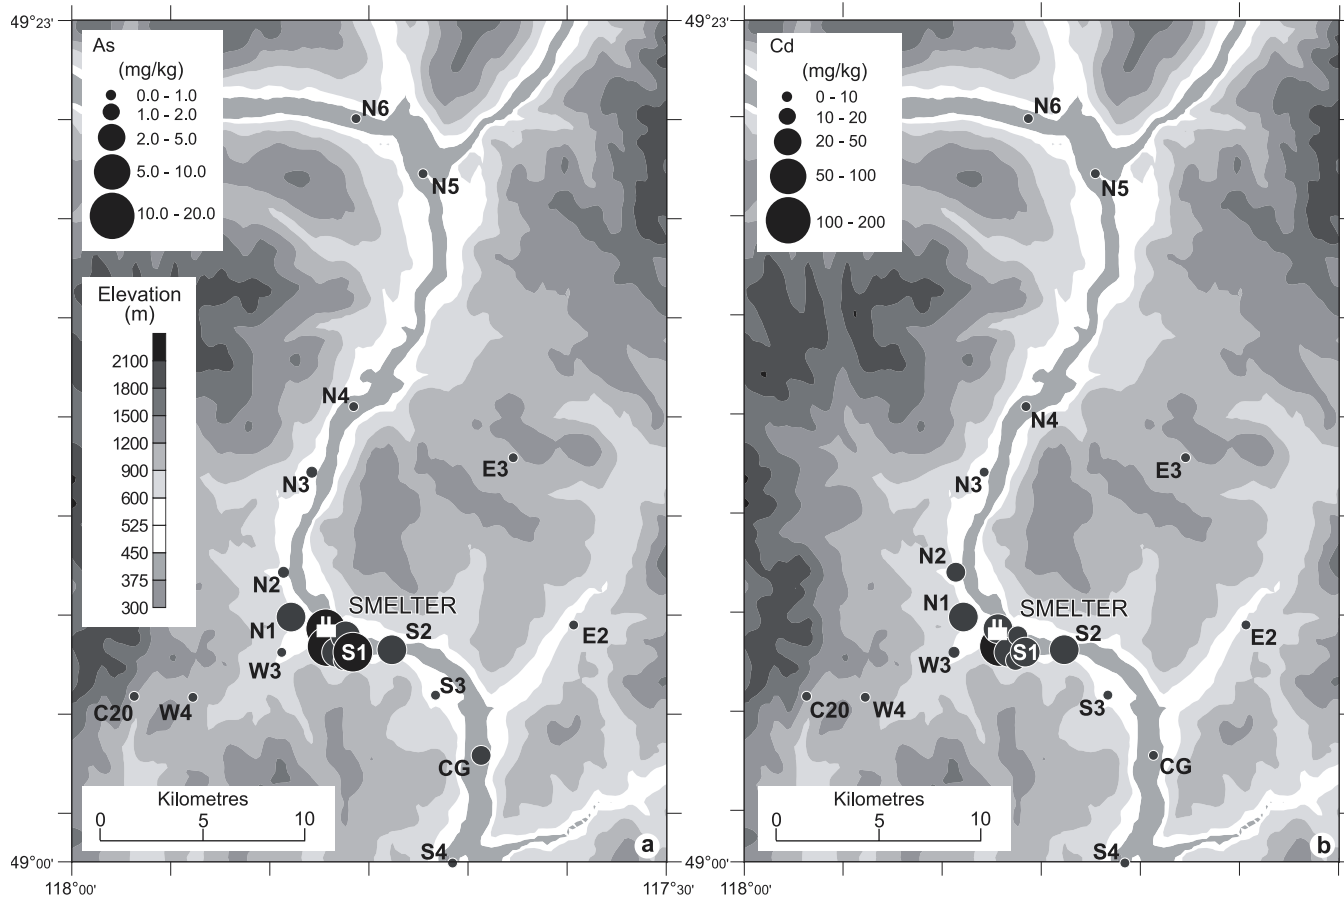 49°23'
As
(mg/kg)
0.0 - 1.0
1.0 - 2.0
2.0 - 5.0
5.0 - 10.0
10.0 - 20.0
Elevation
(m)
2100
1800
1500
1200
900
600
525
450
375
300
N6
N5
N4
E3
N3
N2
SMELTER
N1
S2
E2
S1
W3
S3
C20
W4
CG
Kilometres
0 5 10
S4
a
49°00'
118°00'
117°30'
49°23'
Cd
(mg/kg)
0 - 10
10 - 20
20 - 50
50 - 100
100 - 200
N6
N5
N4
E3
N3
N2
N1
SMELTER
S2
E2
S1
W3
S3
C20
W4
CG
Kilometres
0 5 10
S4
b
49°00'
118°00'